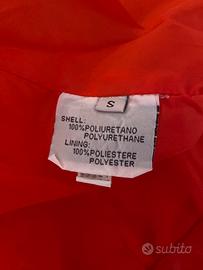 S
SHELL:
100%POLIURETANO
POLYURETHANE
LINING:
100%POLIESTERE
POLYESTER
subito